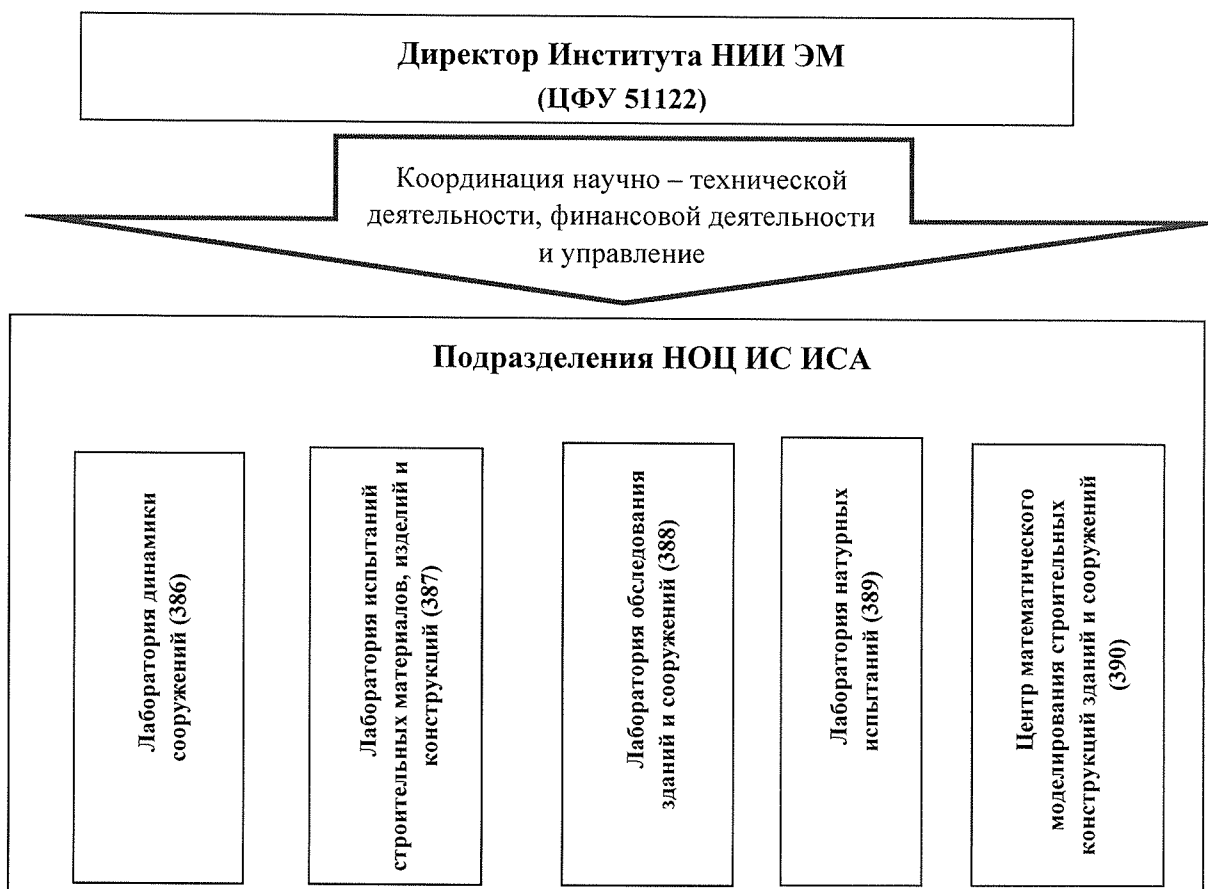 Директор Института НИИ ЭМ
(ЦФУ 51122)
Координация научно – технической
деятельности, финансовой деятельности
и управление
Подразделения НОЦ ИС ИСА
Лаборатория динамики
сооружений (386)
Лаборатория испытаний
строительных материалов, изделий и
конструкций (387)
Лаборатория обследования
зданий и сооружений (388)
Лаборатория натурных
испытаний (389)
Центр математического
моделирования строительных
конструкций зданий и сооружений
(390)